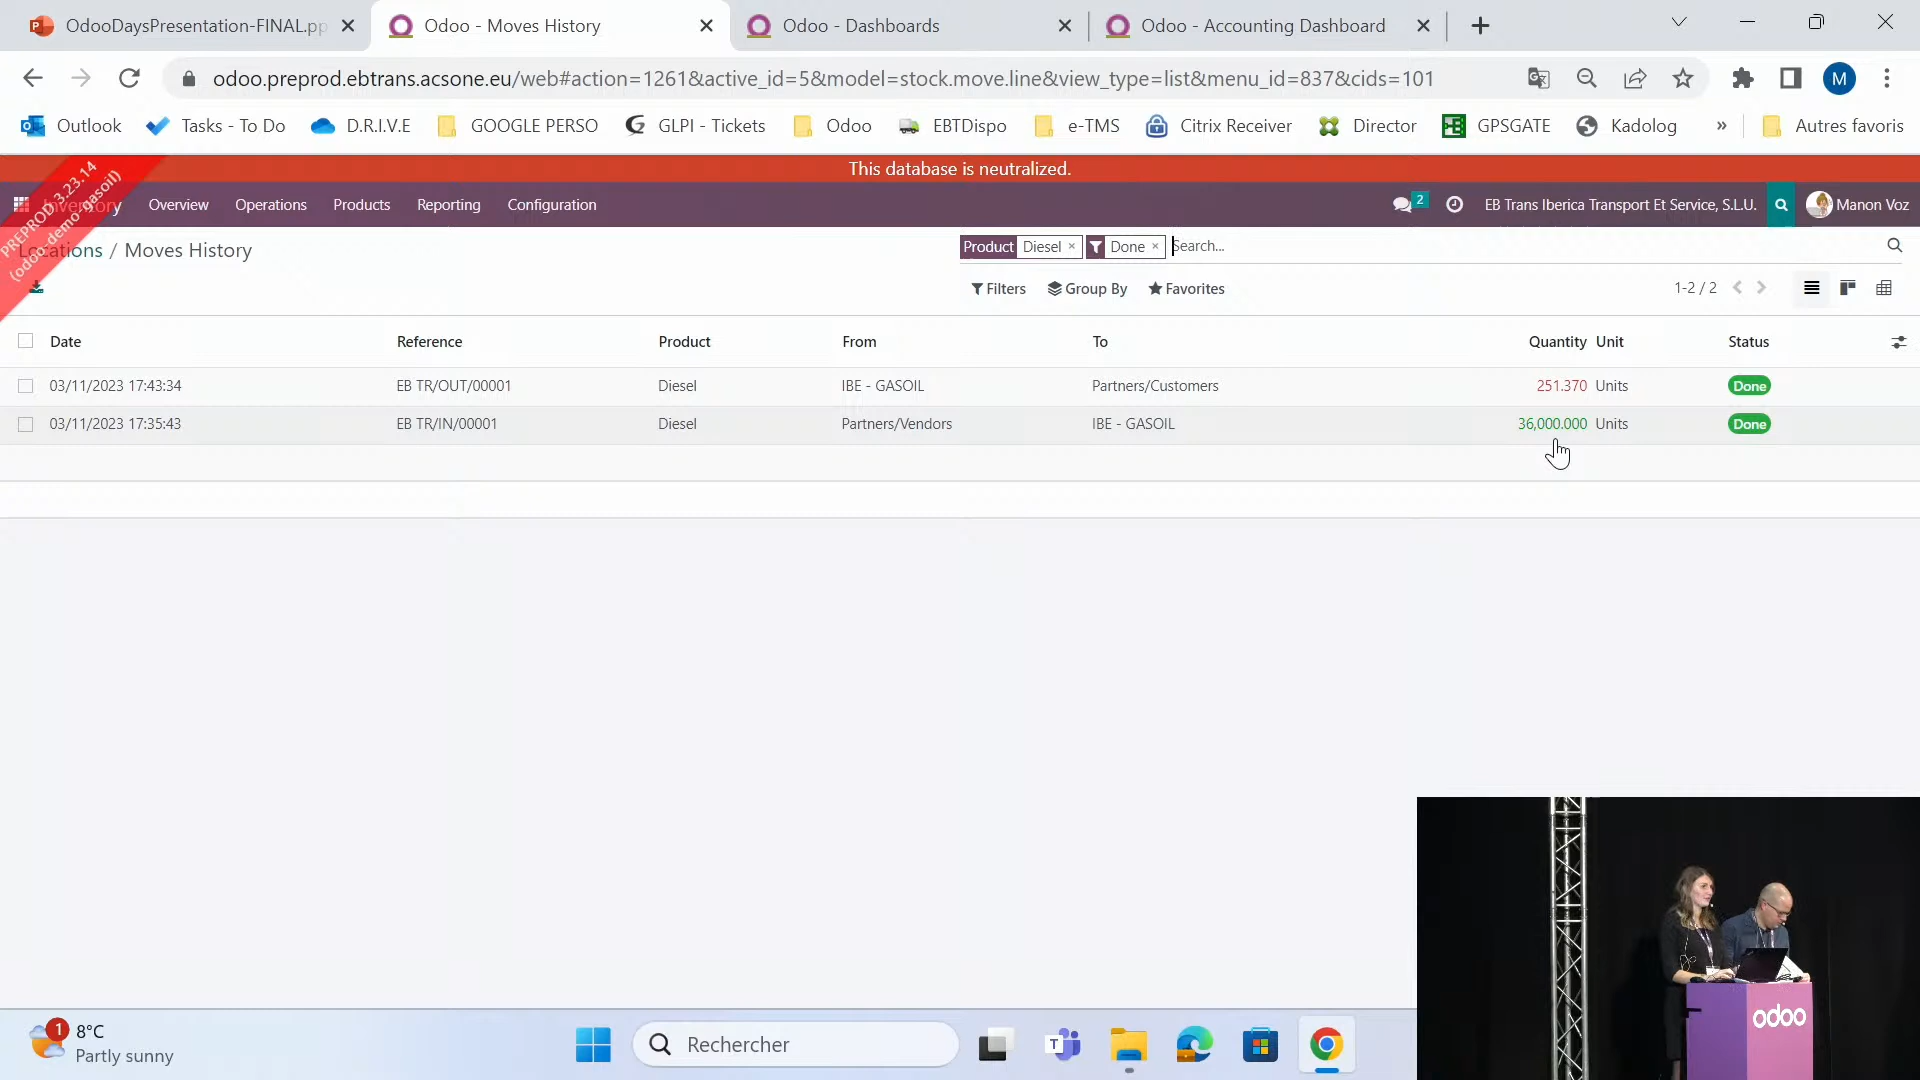 OdooDaysPresentation-FINAL.pp
Odoo - Moves History
Odoo - Dashboards
Odoo - Accounting Dashboard
odoo.preprod.ebtrans.acsone.eu/web#action=1261&active_id=5&model=stock.move.line&view_type=list&menu_id=837&cids=101
M
Outlook
Tasks - To Do
D.R.I.V.E
GOOGLE PERSO
GLPI - Tickets
Odoo
EBTDispo
e-TMS
Citrix Receiver
Director
GPSGATE
Kadolog
»
Autres favoris
This database is neutralized.
PREPROD 3.23.14
(odoo-demo-gasoil)
Inventory
Overview
Operations
Products
Reporting
Configuration
2
EB Trans Iberica Transport Et Service, S.L.U.
Manon Voz
Locations / Moves History
Product Diesel ×
Done ×
Search...
Filters
Group By
Favorites
1-2 / 2
Date Reference Product From To Quantity Unit Status
03/11/2023 17:43:34 EB TR/OUT/00001 Diesel IBE - GASOIL Partners/Customers 251.370 Units Done
03/11/2023 17:35:43 EB TR/IN/00001 Diesel Partners/Vendors IBE - GASOIL 36,000.000 Units Done
odoo
1
8°C
Partly sunny
Rechercher